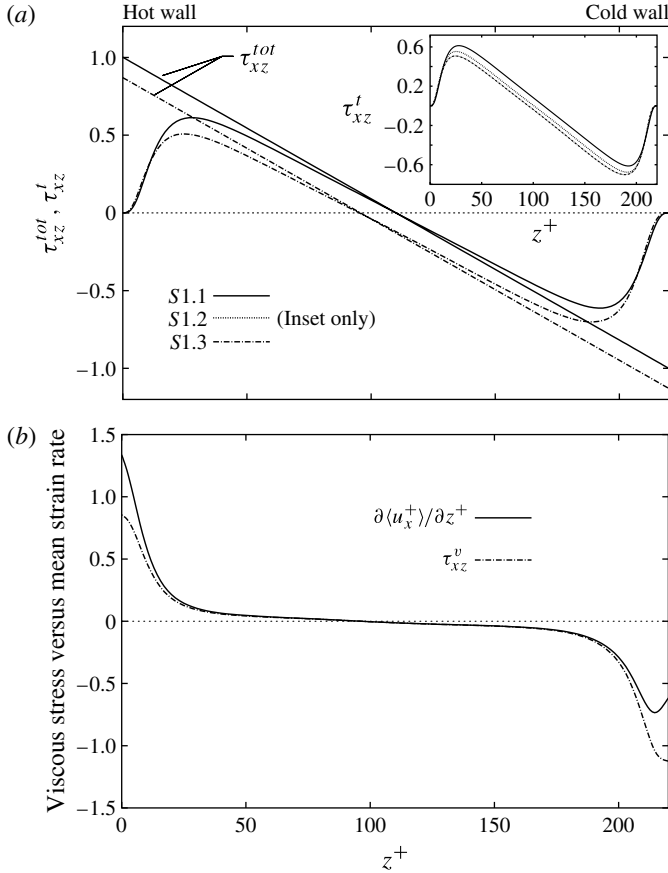 (a) Hot wall Cold wall
1.0
0.5
0
−0.5
−1.0
τ_xz^tot, τ_xz^t
τ_xz^tot
0.6
0.2
−0.2
−0.6
τ_xz^t
0 50 100 150 200
z^+
S1.1
S1.2 (Inset only)
S1.3
(b)
1.5
1.0
0.5
0
−0.5
−1.0
−1.5
Viscous stress versus mean strain rate
∂⟨u_x^+⟩/∂z^+
τ_xz^v
0 50 100 150 200
z^+